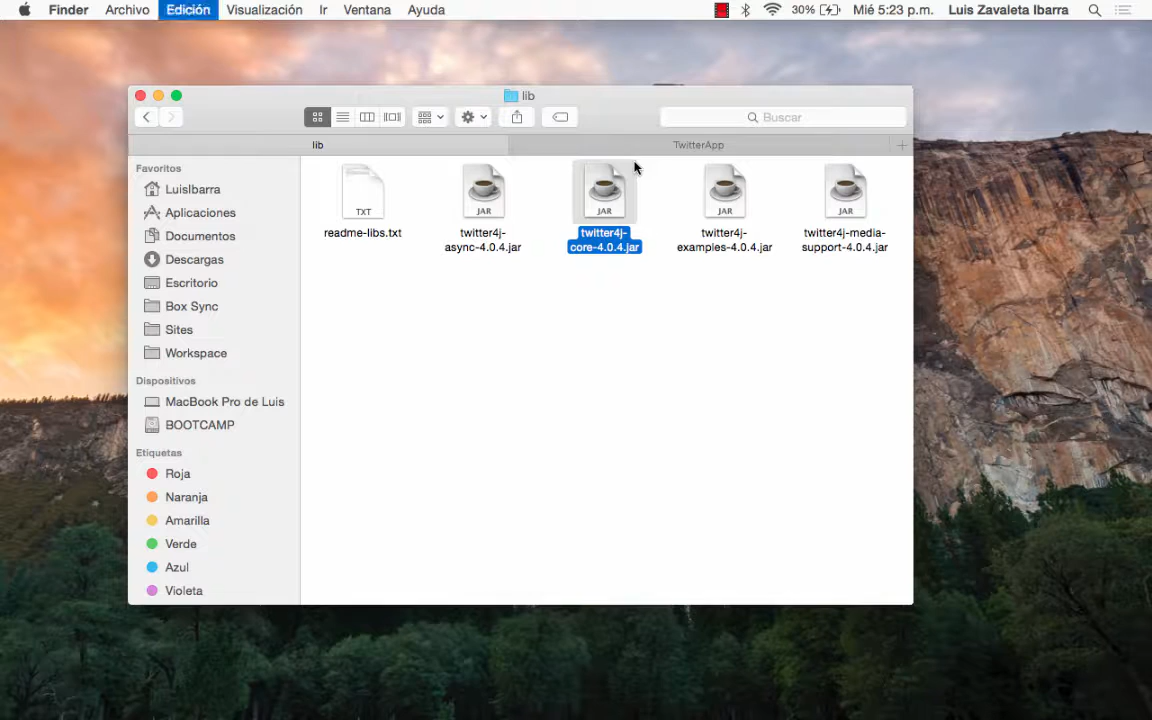 Finder Archivo Edición Visualización Ir Ventana Ayuda 30% Mié 5:23 p.m. Luis Zavaleta Ibarra
lib
Buscar
lib TwitterApp
Favoritos
LuisIbarra
Aplicaciones
Documentos
Descargas
Escritorio
Box Sync
Sites
Workspace
Dispositivos
MacBook Pro de Luis
BOOTCAMP
Etiquetas
Roja
Naranja
Amarilla
Verde
Azul
Violeta
TXT JAR JAR JAR JAR
readme-libs.txt twitter4j- twitter4j- twitter4j- twitter4j-media-
async-4.0.4.jar core-4.0.4.jar examples-4.0.4.jar support-4.0.4.jar